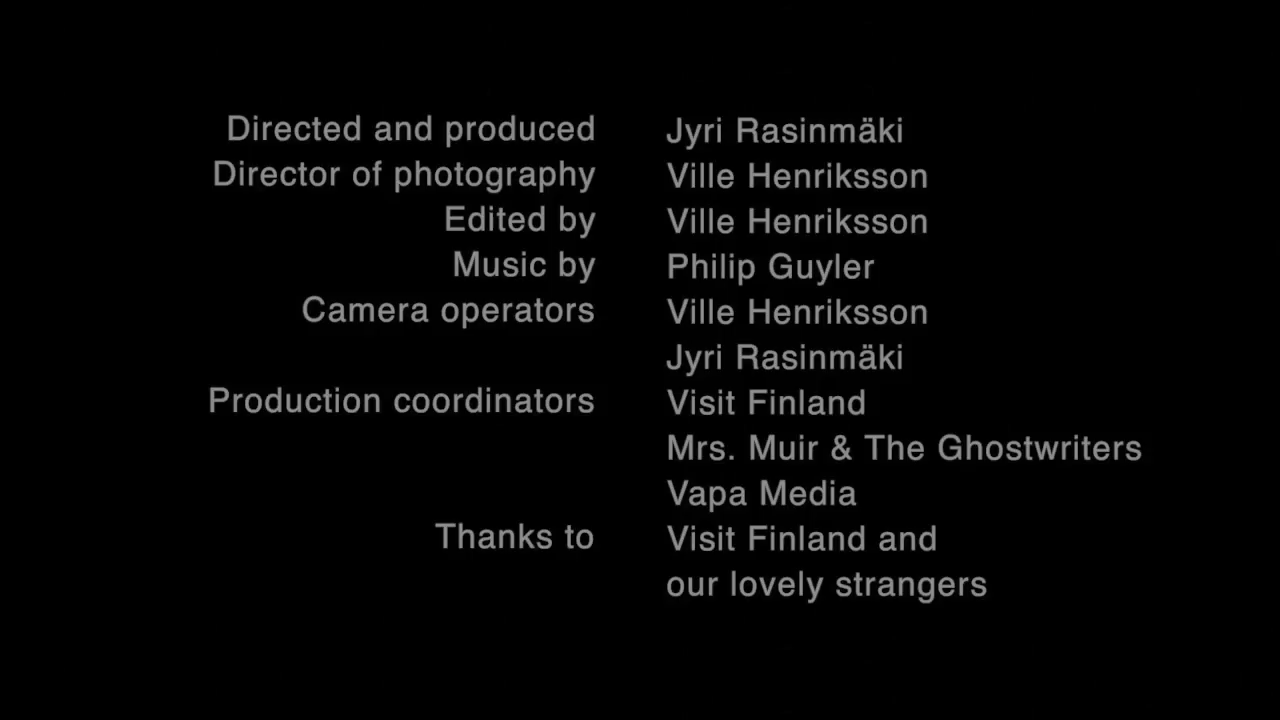 Directed and produced Jyri Rasinmäki
Director of photography Ville Henriksson
Edited by Ville Henriksson
Music by Philip Guyler
Camera operators Ville Henriksson
Jyri Rasinmäki
Production coordinators Visit Finland
Mrs. Muir & The Ghostwriters
Vapa Media
Thanks to Visit Finland and
our lovely strangers